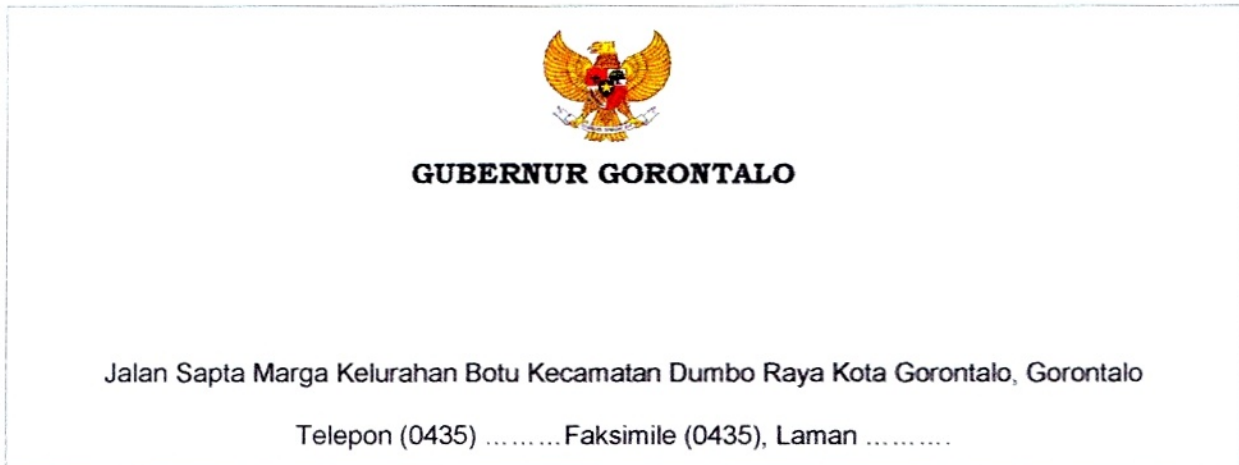 GUBERNUR GORONTALO
Jalan Sapta Marga Kelurahan Botu Kecamatan Dumbo Raya Kota Gorontalo, Gorontalo
Telepon (0435) .........Faksimile (0435), Laman ..........